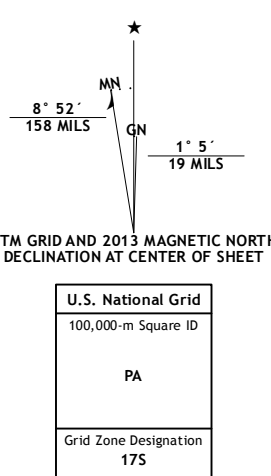 MN
8° 52´
158 MILS
GN
1° 5´
19 MILS
TM GRID AND 2013 MAGNETIC NORTH
DECLINATION AT CENTER OF SHEET
U.S. National Grid
100,000-m Square ID
PA
Grid Zone Designation
17S